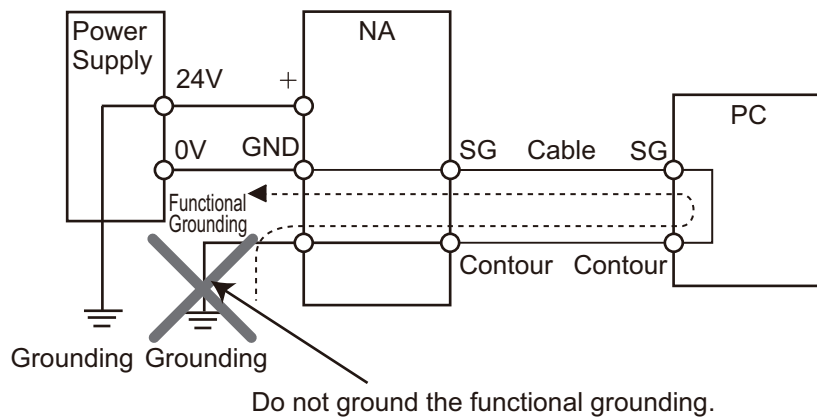 Power
Supply
NA
24V
+
PC
0V
GND
SG
Cable
SG
Functional
Grounding
Contour
Contour
Grounding
Grounding
Do not ground the functional grounding.